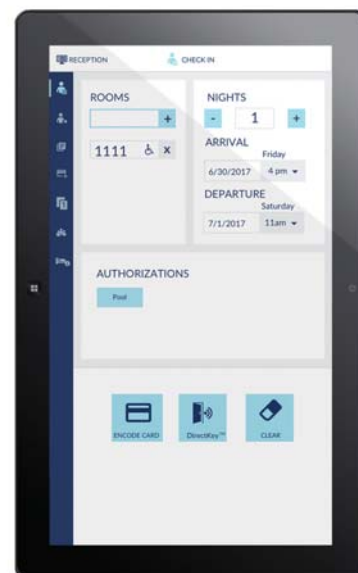 RECEPTION
CHECK IN
ROOMS
+
1111 X
NIGHTS
- 1 +
ARRIVAL
Friday
6/30/2017 4 pm
DEPARTURE
Saturday
7/1/2017 11am
AUTHORIZATIONS
Pool
ENCODE CARD
DirectKey™
CLEAR